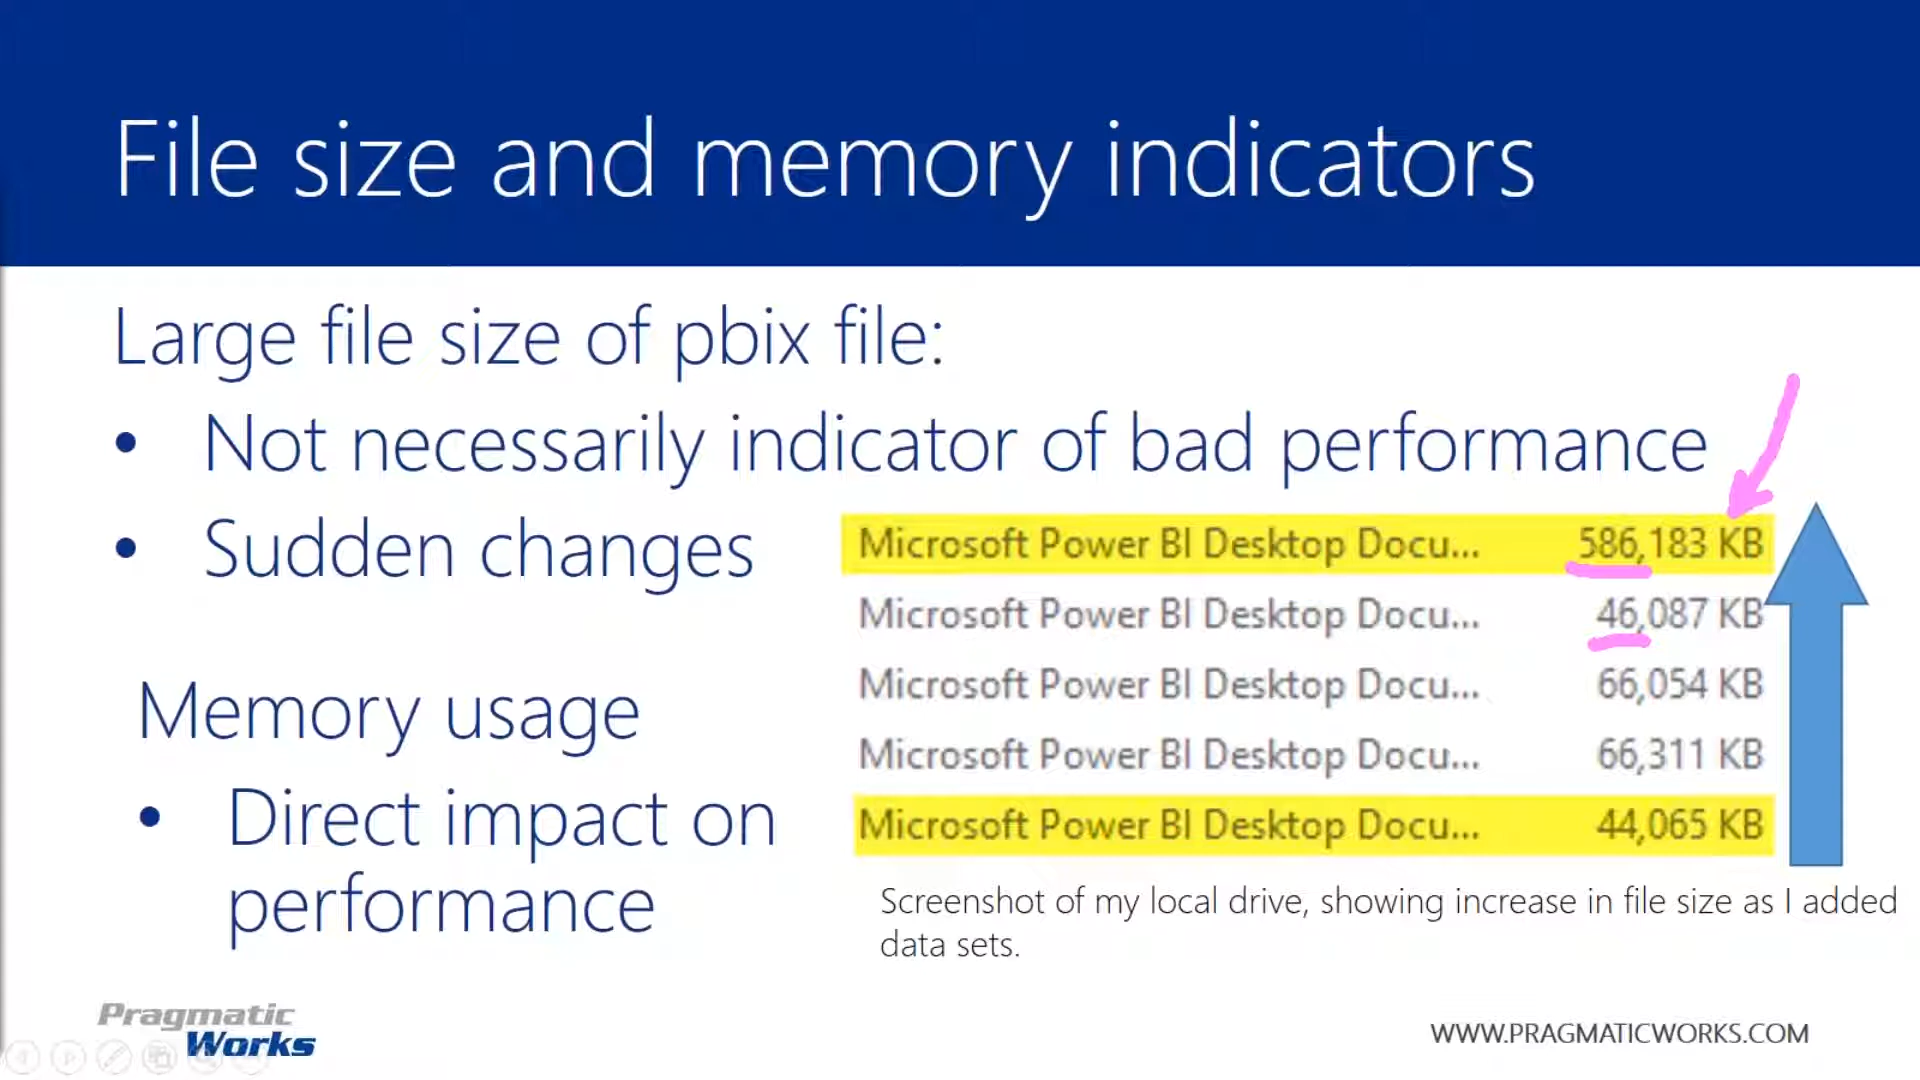 File size and memory indicators
Large file size of pbix file:
• Not necessarily indicator of bad performance
• Sudden changes
Microsoft Power BI Desktop Docu... 586,183 KB
Microsoft Power BI Desktop Docu... 46,087 KB
Microsoft Power BI Desktop Docu... 66,054 KB
Microsoft Power BI Desktop Docu... 66,311 KB
Microsoft Power BI Desktop Docu... 44,065 KB
Memory usage
• Direct impact on
performance
Screenshot of my local drive, showing increase in file size as I added
data sets.
Pragmatic
Works
WWW.PRAGMATICWORKS.COM